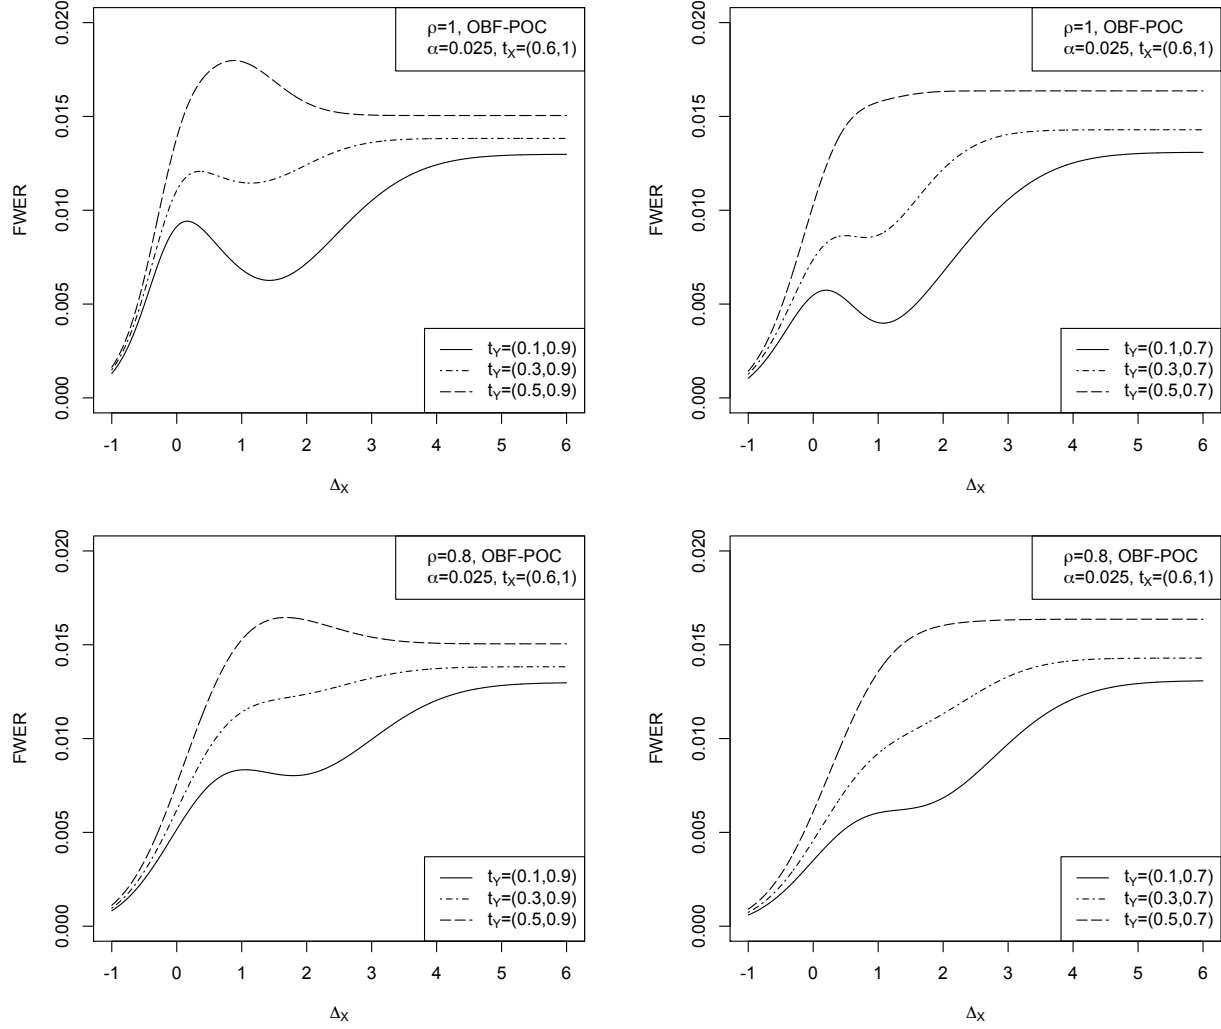 ρ=1, OBF-POC
α=0.025, tX=(0.6,1)
0.020
0.015
0.010
0.005
0.000
FWER
tY=(0.1,0.9)
tY=(0.3,0.9)
tY=(0.5,0.9)
-1 0 1 2 3 4 5 6
ΔX
ρ=1, OBF-POC
α=0.025, tX=(0.6,1)
0.020
0.015
0.010
0.005
0.000
FWER
tY=(0.1,0.7)
tY=(0.3,0.7)
tY=(0.5,0.7)
-1 0 1 2 3 4 5 6
ΔX
ρ=0.8, OBF-POC
α=0.025, tX=(0.6,1)
0.020
0.015
0.010
0.005
0.000
FWER
tY=(0.1,0.9)
tY=(0.3,0.9)
tY=(0.5,0.9)
-1 0 1 2 3 4 5 6
ΔX
ρ=0.8, OBF-POC
α=0.025, tX=(0.6,1)
0.020
0.015
0.010
0.005
0.000
FWER
tY=(0.1,0.7)
tY=(0.3,0.7)
tY=(0.5,0.7)
-1 0 1 2 3 4 5 6
ΔX